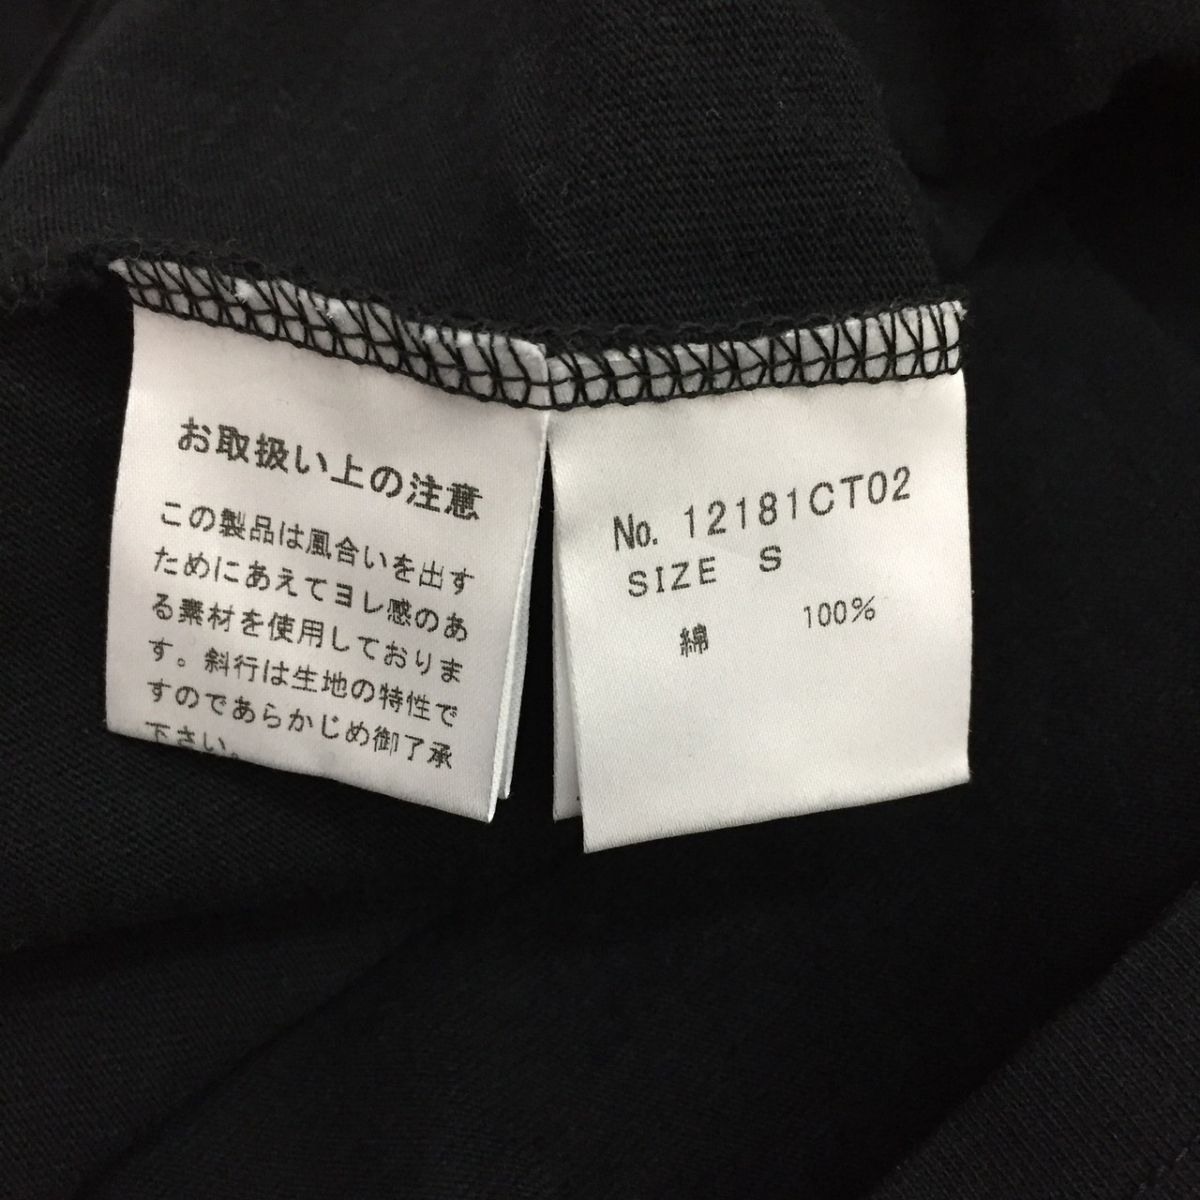 お取扱い上の注意
この製品は風合いを出す
ためにあえてヨレ感のあ
る素材を使用しておりま
す。斜行は生地の特性で
すのであらかじめ御了承
下さい。
No. 12181CT02
SIZE S
綿 100%